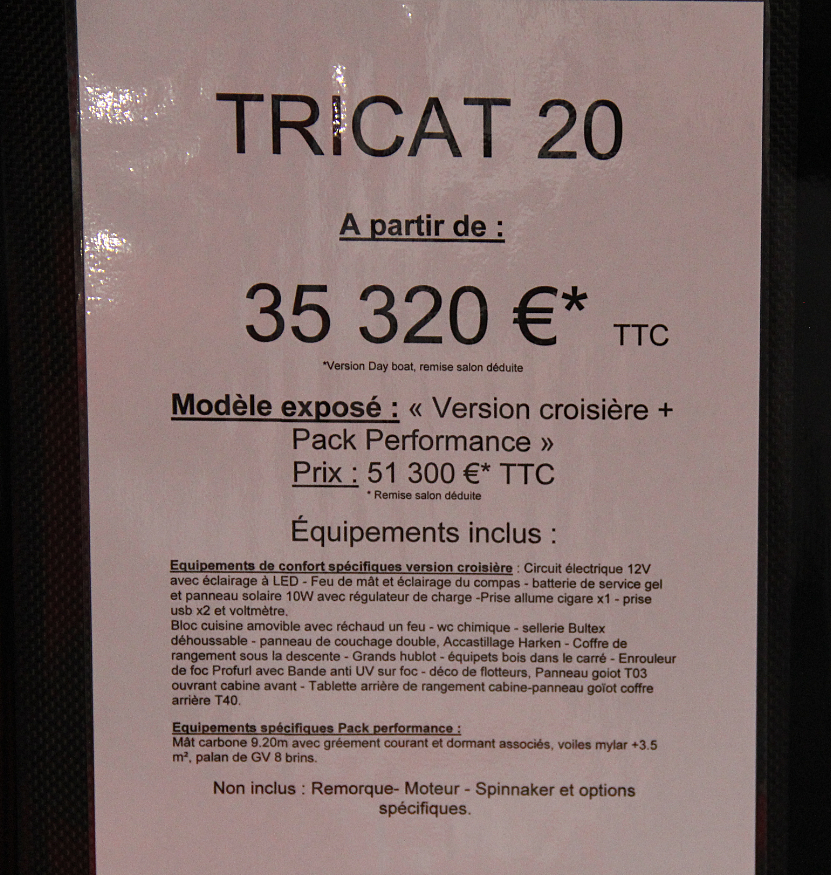 TRICAT 20
A partir de :
35 320 €* TTC
*Version Day boat, remise salon déduite
Modèle exposé : « Version croisière +
Pack Performance »
Prix : 51 300 €* TTC
* Remise salon déduite
Équipements inclus :
Equipements de confort spécifiques version croisière : Circuit électrique 12V
avec éclairage à LED - Feu de mât et éclairage du compas - batterie de service gel
et panneau solaire 10W avec régulateur de charge -Prise allume cigare x1 - prise
usb x2 et voltmètre.
Bloc cuisine amovible avec réchaud un feu - wc chimique - sellerie Bultex
déhoussable - panneau de couchage double, Accastillage Harken - Coffre de
rangement sous la descente - Grands hublot - équipets bois dans le carré - Enrouleur
de foc Profurl avec Bande anti UV sur foc - déco de flotteurs, Panneau goiot T03
ouvrant cabine avant - Tablette arrière de rangement cabine-panneau goïot coffre
arrière T40.
Equipements spécifiques Pack performance :
Mât carbone 9.20m avec gréement courant et dormant associés, voiles mylar +3.5
m², palan de GV 8 brins.
Non inclus : Remorque- Moteur - Spinnaker et options
spécifiques.